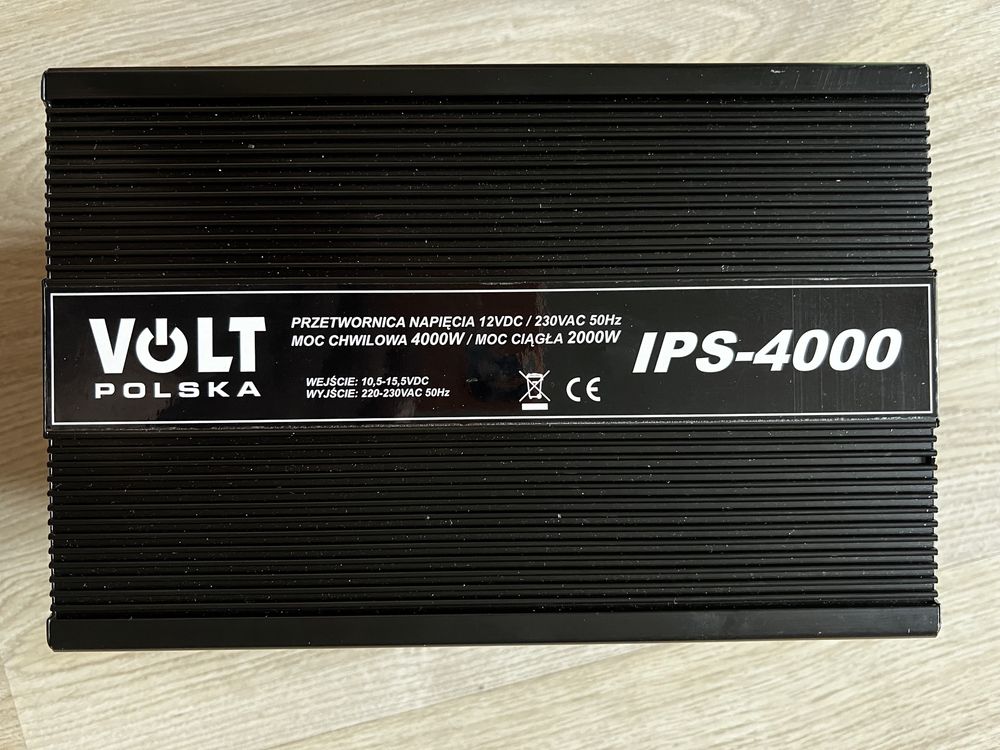 VOLT
POLSKA
PRZETWORNICA NAPIĘCIA 12VDC / 230VAC 50Hz
MOC CHWILOWA 4000W / MOC CIĄGŁA 2000W
WEJŚCIE: 10,5-15,5VDC
WYJŚCIE: 220-230VAC 50Hz
CE
IPS-4000